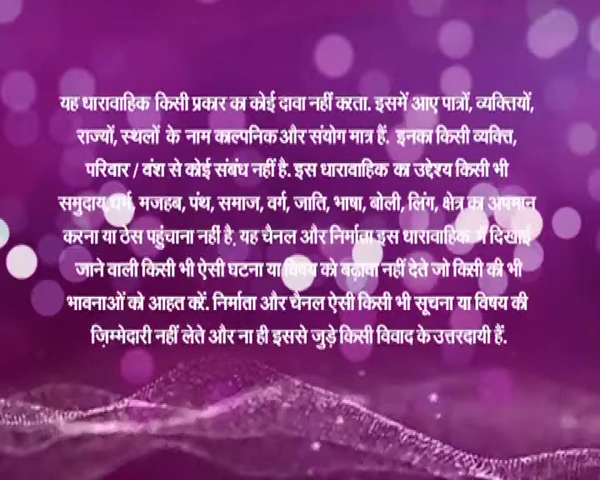 यह धारावाहिक किसी प्रकार का कोई दावा नहीं करता. इसमें आए पात्रों, व्यक्तियों,
राज्यों, स्थलों के नाम काल्पनिक और संयोग मात्र हैं. इनका किसी व्यक्ति,
परिवार / वंश से कोई संबंध नहीं है. इस धारावाहिक का उद्देश्य किसी भी
समुदाय, धर्म, मजहब, पंथ, समाज, वर्ग, जाति, भाषा, बोली, लिंग, क्षेत्र का अपमान
करना या ठेस पहुंचाना नहीं है. यह चैनल और निर्माता इस धारावाहिक में दिखाई
जाने वाली किसी भी ऐसी घटना या विषय को बढ़ावा नहीं देते जो किसी की भी
भावनाओं को आहत करें. निर्माता और चैनल ऐसी किसी भी सूचना या विषय की
ज़िम्मेदारी नहीं लेते और ना ही इससे जुड़े किसी विवाद के उत्तरदायी हैं.